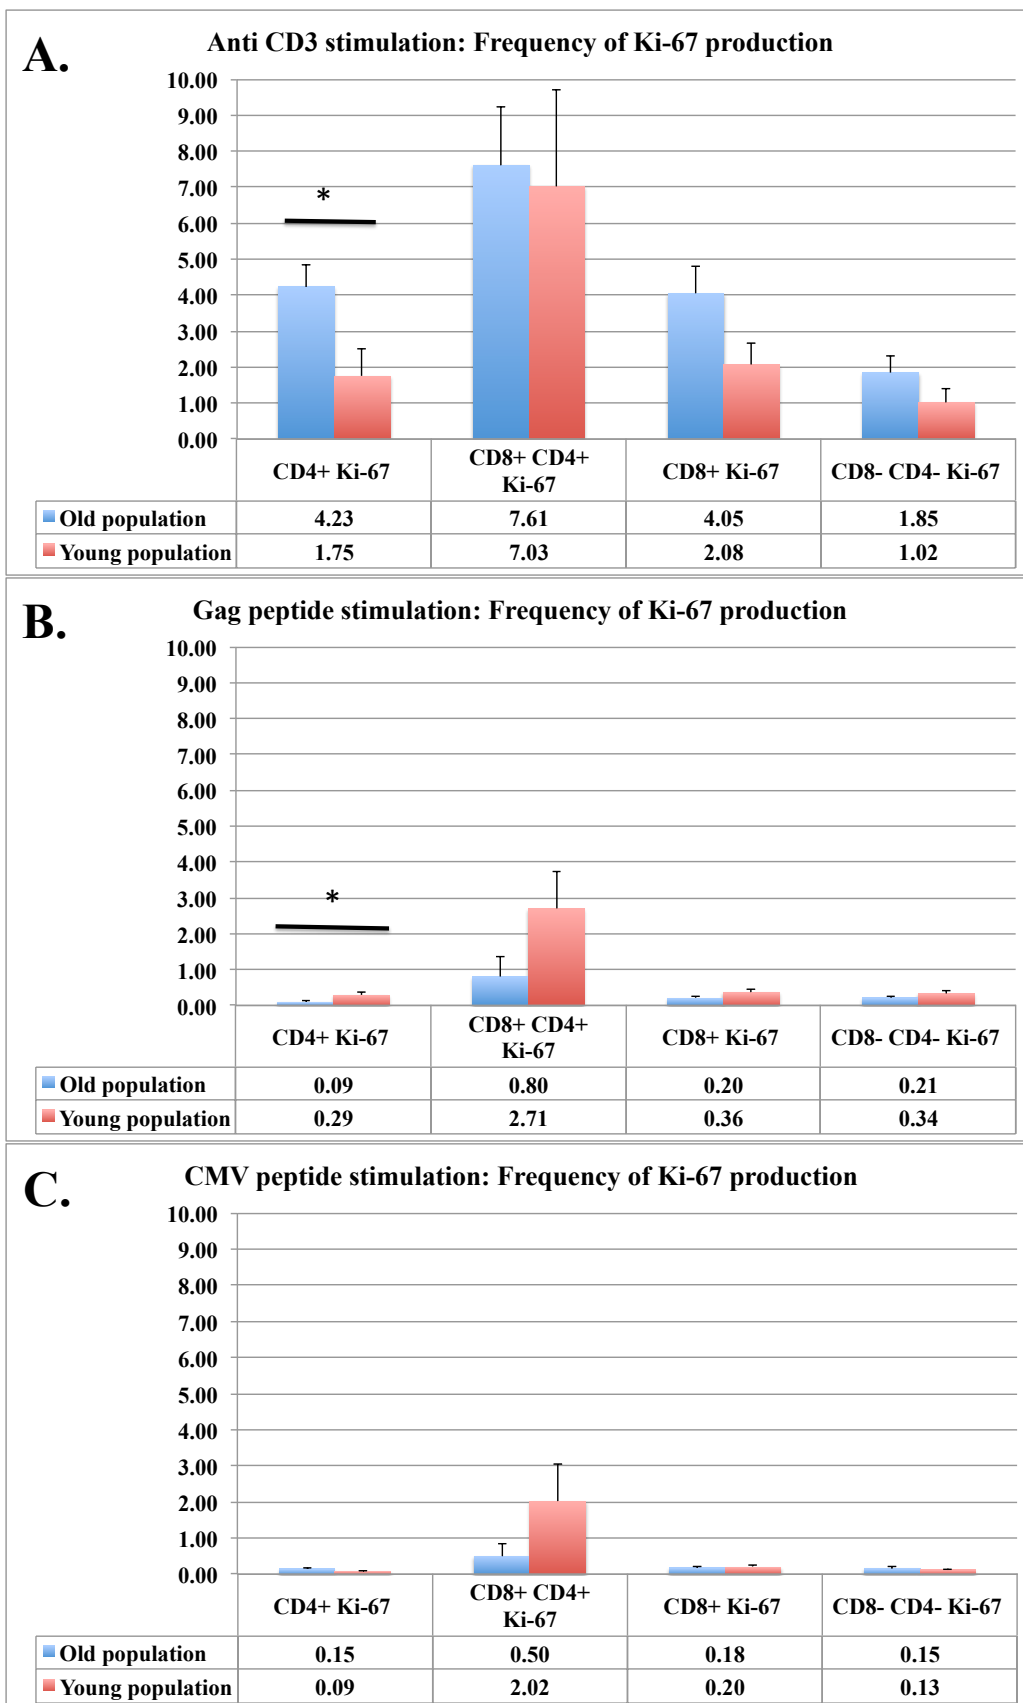 A.
Anti CD3 stimulation: Frequency of Ki-67 production
10.00
9.00
8.00
7.00
6.00
5.00
4.00
3.00
2.00
1.00
0.00
*
CD4+ Ki-67
CD8+ CD4+
Ki-67
CD8+ Ki-67
CD8- CD4- Ki-67
Old population 4.23 7.61 4.05 1.85
Young population 1.75 7.03 2.08 1.02
B.
Gag peptide stimulation: Frequency of Ki-67 production
10.00
9.00
8.00
7.00
6.00
5.00
4.00
3.00
2.00
1.00
0.00
*
CD4+ Ki-67
CD8+ CD4+
Ki-67
CD8+ Ki-67
CD8- CD4- Ki-67
Old population 0.09 0.80 0.20 0.21
Young population 0.29 2.71 0.36 0.34
C.
CMV peptide stimulation: Frequency of Ki-67 production
10.00
9.00
8.00
7.00
6.00
5.00
4.00
3.00
2.00
1.00
0.00
CD4+ Ki-67
CD8+ CD4+
Ki-67
CD8+ Ki-67
CD8- CD4- Ki-67
Old population 0.15 0.50 0.18 0.15
Young population 0.09 2.02 0.20 0.13